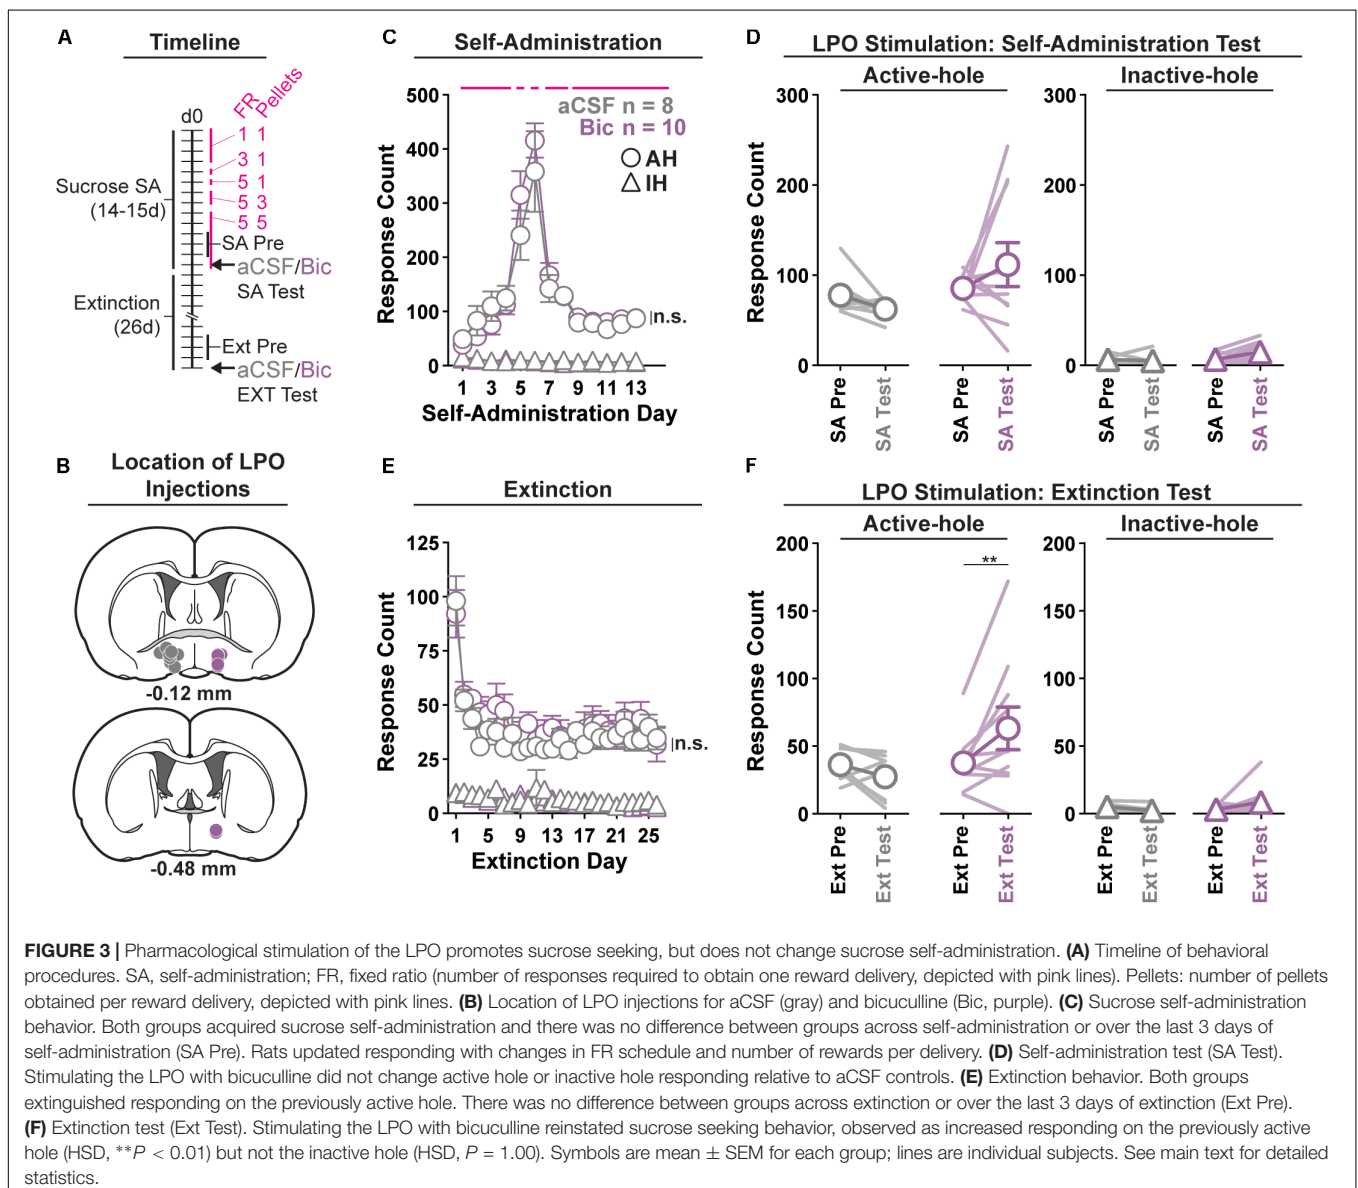 A
Timeline
FR
Pellets
d0
1 1
3 1
5 1
5 3
5 5
Sucrose SA
(14-15d)
SA Pre
aCSF/Bic
SA Test
Extinction
(26d)
Ext Pre
aCSF/Bic
EXT Test
B
Location of LPO
Injections
-0.12 mm
-0.48 mm
C
Self-Administration
500
400
300
200
100
0
Response Count
aCSF n = 8
Bic n = 10
AH
IH
n.s.
1 3 5 7 9 11 13
Self-Administration Day
D
LPO Stimulation: Self-Administration Test
Active-hole
Inactive-hole
300
200
100
0
Response Count
SA Pre
SA Test
SA Pre
SA Test
300
200
100
0
SA Pre
SA Test
SA Pre
SA Test
E
Extinction
125
100
75
50
25
0
Response Count
n.s.
1 5 9 13 17 21 25
Extinction Day
F
LPO Stimulation: Extinction Test
Active-hole
Inactive-hole
200
150
100
50
0
Response Count
**
Ext Pre
Ext Test
Ext Pre
Ext Test
200
150
100
50
0
Ext Pre
Ext Test
Ext Pre
Ext Test
FIGURE 3 | Pharmacological stimulation of the LPO promotes sucrose seeking, but does not change sucrose self-administration. (A) Timeline of behavioral
procedures. SA, self-administration; FR, fixed ratio (number of responses required to obtain one reward delivery, depicted with pink lines). Pellets: number of pellets
obtained per reward delivery, depicted with pink lines. (B) Location of LPO injections for aCSF (gray) and bicuculline (Bic, purple). (C) Sucrose self-administration
behavior. Both groups acquired sucrose self-administration and there was no difference between groups across self-administration or over the last 3 days of
self-administration (SA Pre). Rats updated responding with changes in FR schedule and number of rewards per delivery. (D) Self-administration test (SA Test).
Stimulating the LPO with bicuculline did not change active hole or inactive hole responding relative to aCSF controls. (E) Extinction behavior. Both groups
extinguished responding on the previously active hole. There was no difference between groups across extinction or over the last 3 days of extinction (Ext Pre).
(F) Extinction test (Ext Test). Stimulating the LPO with bicuculline reinstated sucrose seeking behavior, observed as increased responding on the previously active
hole (HSD, **P < 0.01) but not the inactive hole (HSD, P = 1.00). Symbols are mean ± SEM for each group; lines are individual subjects. See main text for detailed
statistics.